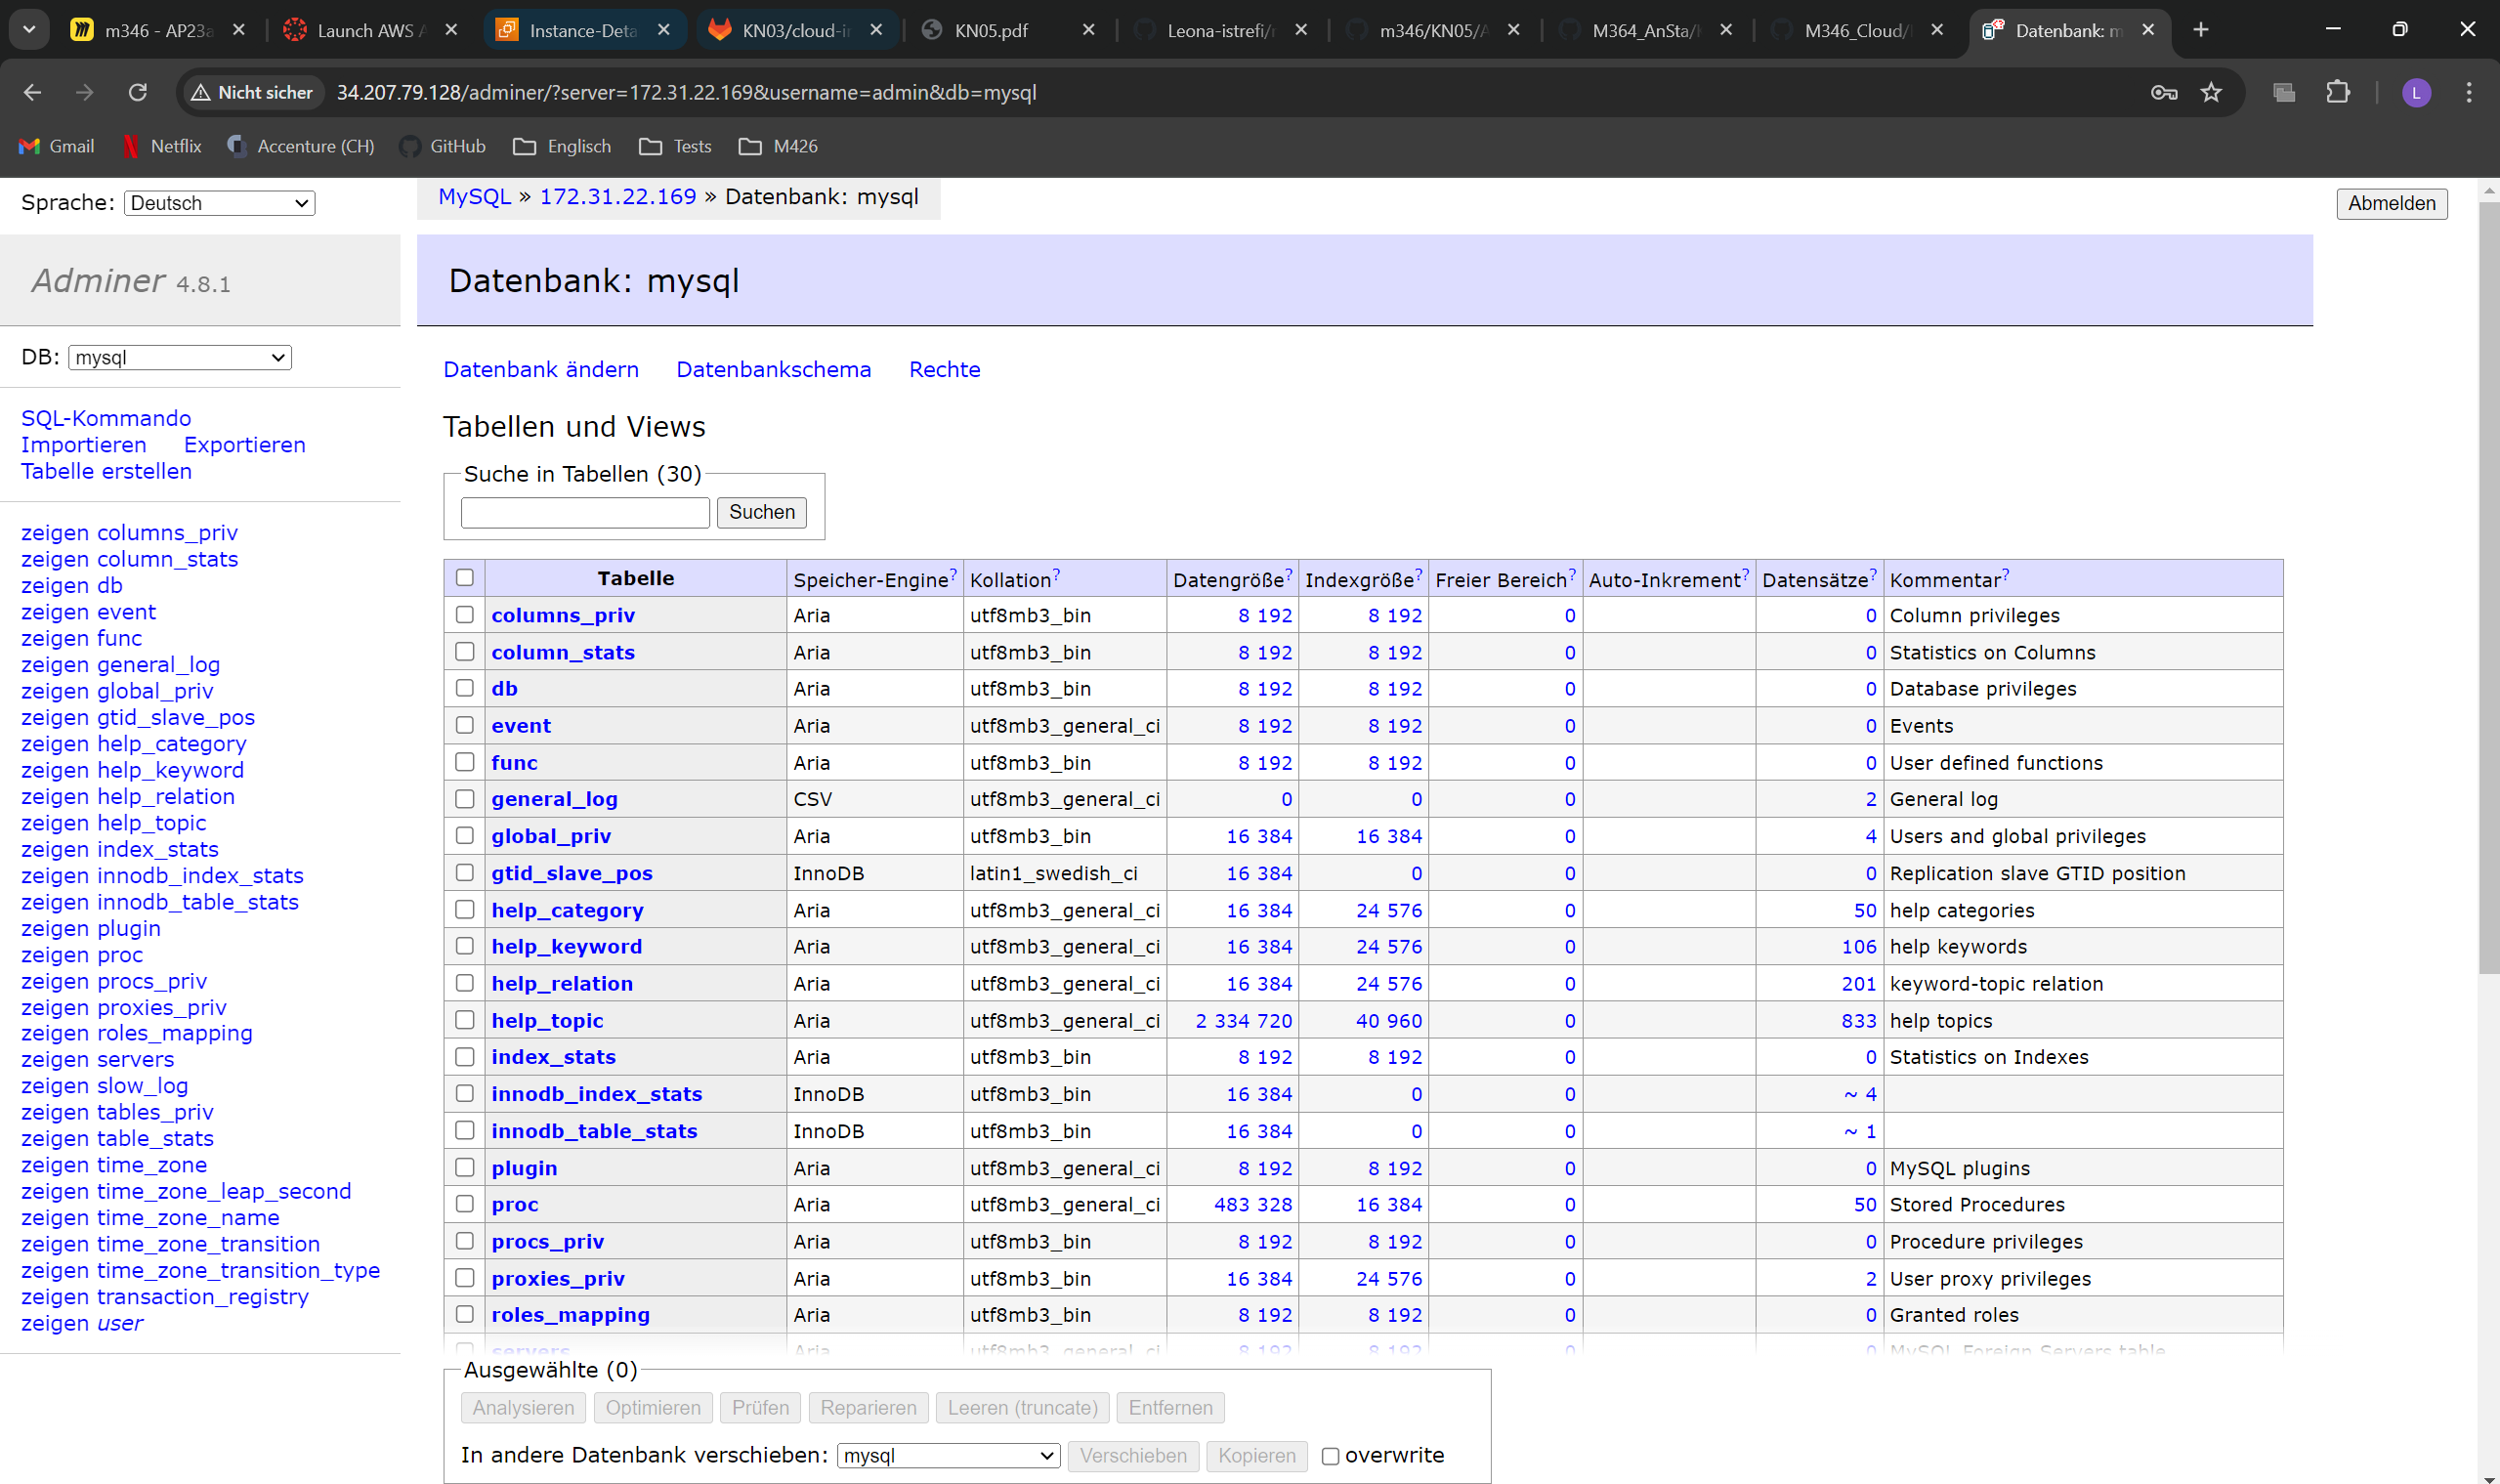 m346 - AP23a
Launch AWS A
Instance-Deta
KN03/cloud-in
KN05.pdf
Leona-istrefi/
m346/KN05/A
M364_AnSta/
M346_Cloud/
Datenbank: m
Nicht sicher 34.207.79.128/adminer/?server=172.31.22.169&username=admin&db=mysql
L
Gmail Netflix Accenture (CH) GitHub Englisch Tests M426
Sprache: Deutsch
MySQL » 172.31.22.169 » Datenbank: mysql
Abmelden
Adminer 4.8.1
Datenbank: mysql
DB: mysql
SQL-Kommando
Importieren Exportieren
Tabelle erstellen
zeigen columns_priv
zeigen column_stats
zeigen db
zeigen event
zeigen func
zeigen general_log
zeigen global_priv
zeigen gtid_slave_pos
zeigen help_category
zeigen help_keyword
zeigen help_relation
zeigen help_topic
zeigen index_stats
zeigen innodb_index_stats
zeigen innodb_table_stats
zeigen plugin
zeigen proc
zeigen procs_priv
zeigen proxies_priv
zeigen roles_mapping
zeigen servers
zeigen slow_log
zeigen tables_priv
zeigen table_stats
zeigen time_zone
zeigen time_zone_leap_second
zeigen time_zone_name
zeigen time_zone_transition
zeigen time_zone_transition_type
zeigen transaction_registry
zeigen user
Datenbank ändern Datenbankschema Rechte
Tabellen und Views
Suche in Tabellen (30)
Suchen
Tabelle Speicher-Engine? Kollation? Datengröße? Indexgröße? Freier Bereich? Auto-Inkrement? Datensätze? Kommentar?
columns_priv Aria utf8mb3_bin 8 192 8 192 0 0 Column privileges
column_stats Aria utf8mb3_bin 8 192 8 192 0 0 Statistics on Columns
db Aria utf8mb3_bin 8 192 8 192 0 0 Database privileges
event Aria utf8mb3_general_ci 8 192 8 192 0 0 Events
func Aria utf8mb3_bin 8 192 8 192 0 0 User defined functions
general_log CSV utf8mb3_general_ci 0 0 0 2 General log
global_priv Aria utf8mb3_bin 16 384 16 384 0 4 Users and global privileges
gtid_slave_pos InnoDB latin1_swedish_ci 16 384 0 0 0 Replication slave GTID position
help_category Aria utf8mb3_general_ci 16 384 24 576 0 50 help categories
help_keyword Aria utf8mb3_general_ci 16 384 24 576 0 106 help keywords
help_relation Aria utf8mb3_general_ci 16 384 24 576 0 201 keyword-topic relation
help_topic Aria utf8mb3_general_ci 2 334 720 40 960 0 833 help topics
index_stats Aria utf8mb3_bin 8 192 8 192 0 0 Statistics on Indexes
innodb_index_stats InnoDB utf8mb3_bin 16 384 0 0 ~ 4
innodb_table_stats InnoDB utf8mb3_bin 16 384 0 0 ~ 1
plugin Aria utf8mb3_general_ci 8 192 8 192 0 0 MySQL plugins
proc Aria utf8mb3_general_ci 483 328 16 384 0 50 Stored Procedures
procs_priv Aria utf8mb3_bin 8 192 8 192 0 0 Procedure privileges
proxies_priv Aria utf8mb3_bin 16 384 24 576 0 2 User proxy privileges
roles_mapping Aria utf8mb3_bin 8 192 8 192 0 0 Granted roles
servers Aria utf8mb3_general_ci 8 192 8 192 0 0 MySQL Foreign Servers table
Ausgewählte (0)
Analysieren Optimieren Prüfen Reparieren Leeren (truncate) Entfernen
In andere Datenbank verschieben: mysql Verschieben Kopieren overwrite